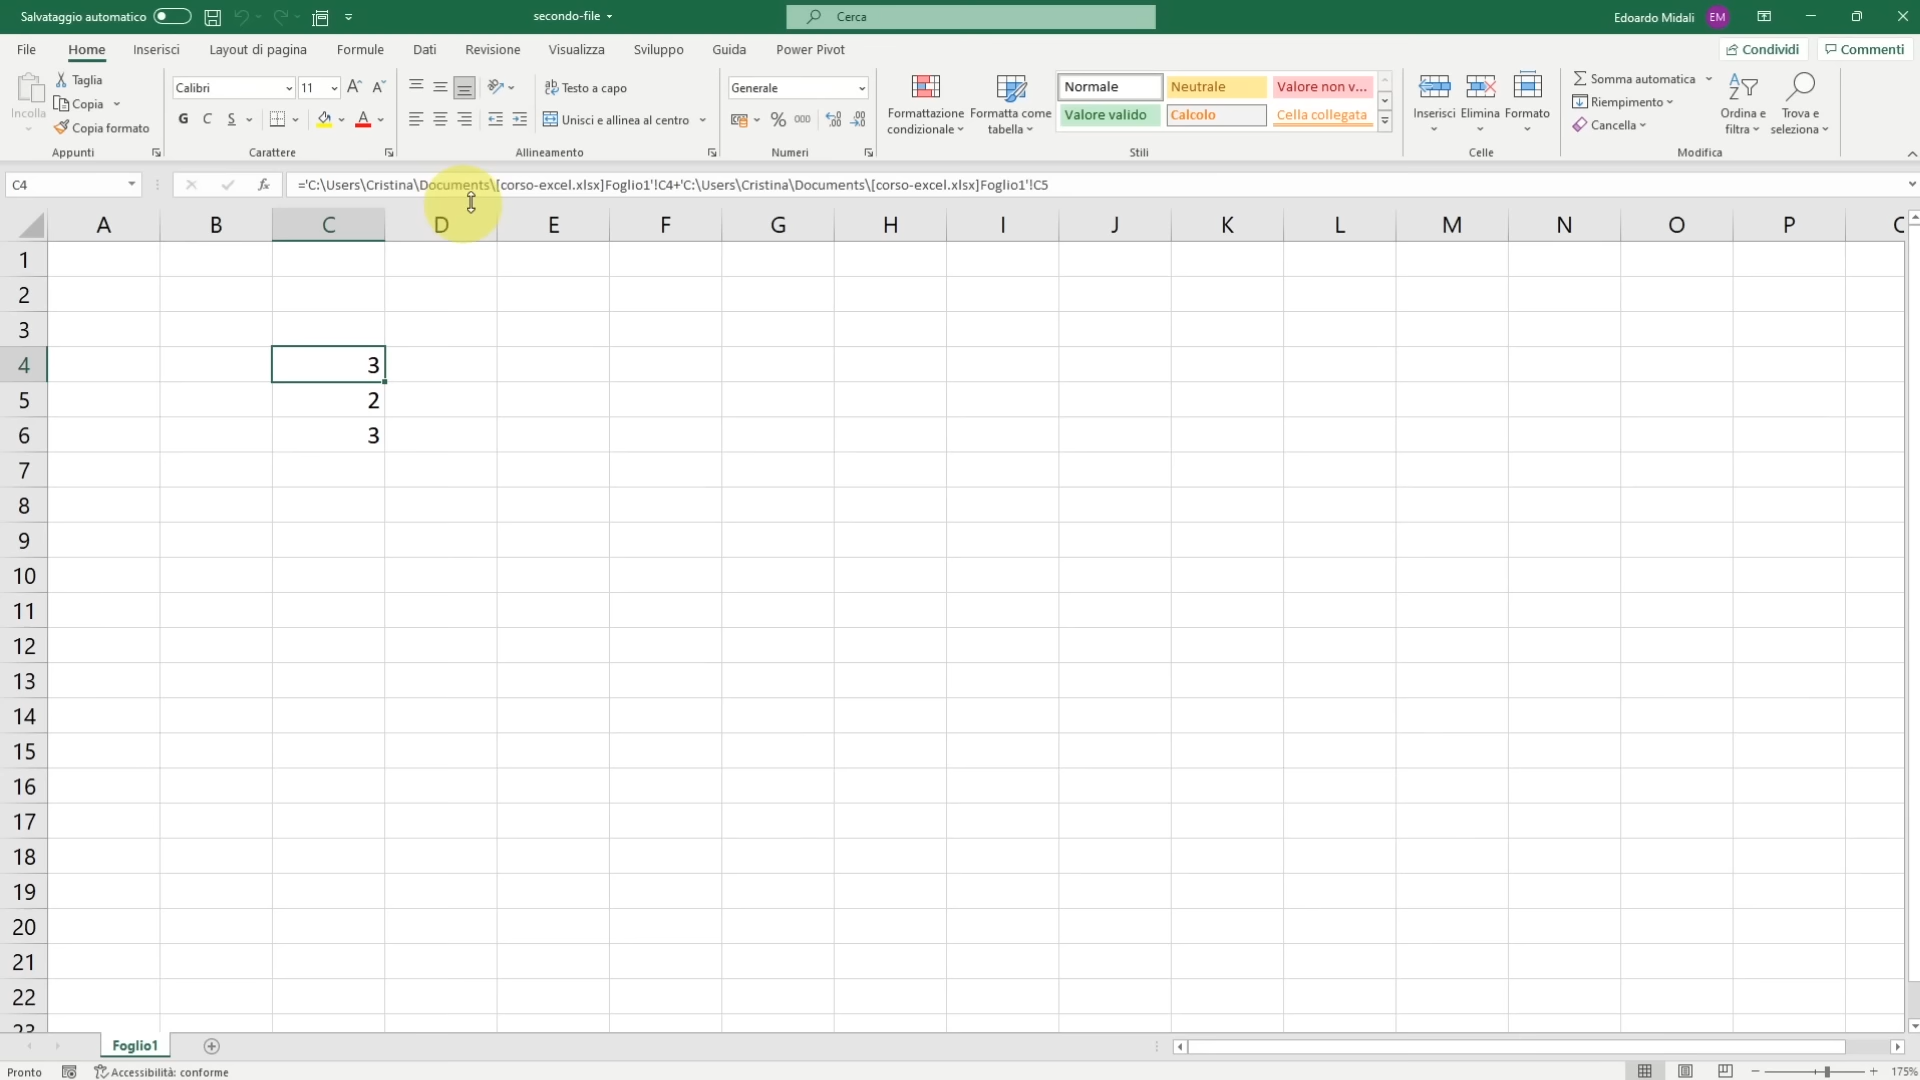 Salvataggio automatico
secondo-file
Cerca
Edoardo Midali EM
File Home Inserisci Layout di pagina Formule Dati Revisione Visualizza Sviluppo Guida Power Pivot
Condividi Commenti
Incolla
Taglia
Copia
Copia formato
Appunti
Calibri 11
G C S
Carattere
Testo a capo
Unisci e allinea al centro
Allineamento
Generale
% 000
Numeri
Formattazione condizionale
Formatta come tabella
Normale Neutrale Valore non v...
Valore valido Calcolo Cella collegata
Stili
Inserisci Elimina Formato
Celle
Somma automatica
Riempimento
Cancella
Ordina e filtra
Trova e seleziona
Modifica
C4
fx
='C:\Users\Cristina\Documents\[corso-excel.xlsx]Foglio1'!C4+'C:\Users\Cristina\Documents\[corso-excel.xlsx]Foglio1'!C5
A B C D E F G H I J K L M N O P
1
2
3
4 3
5 2
6 3
7
8
9
10
11
12
13
14
15
16
17
18
19
20
21
22
23
Foglio1
Pronto
Accessibilità: conforme
175%